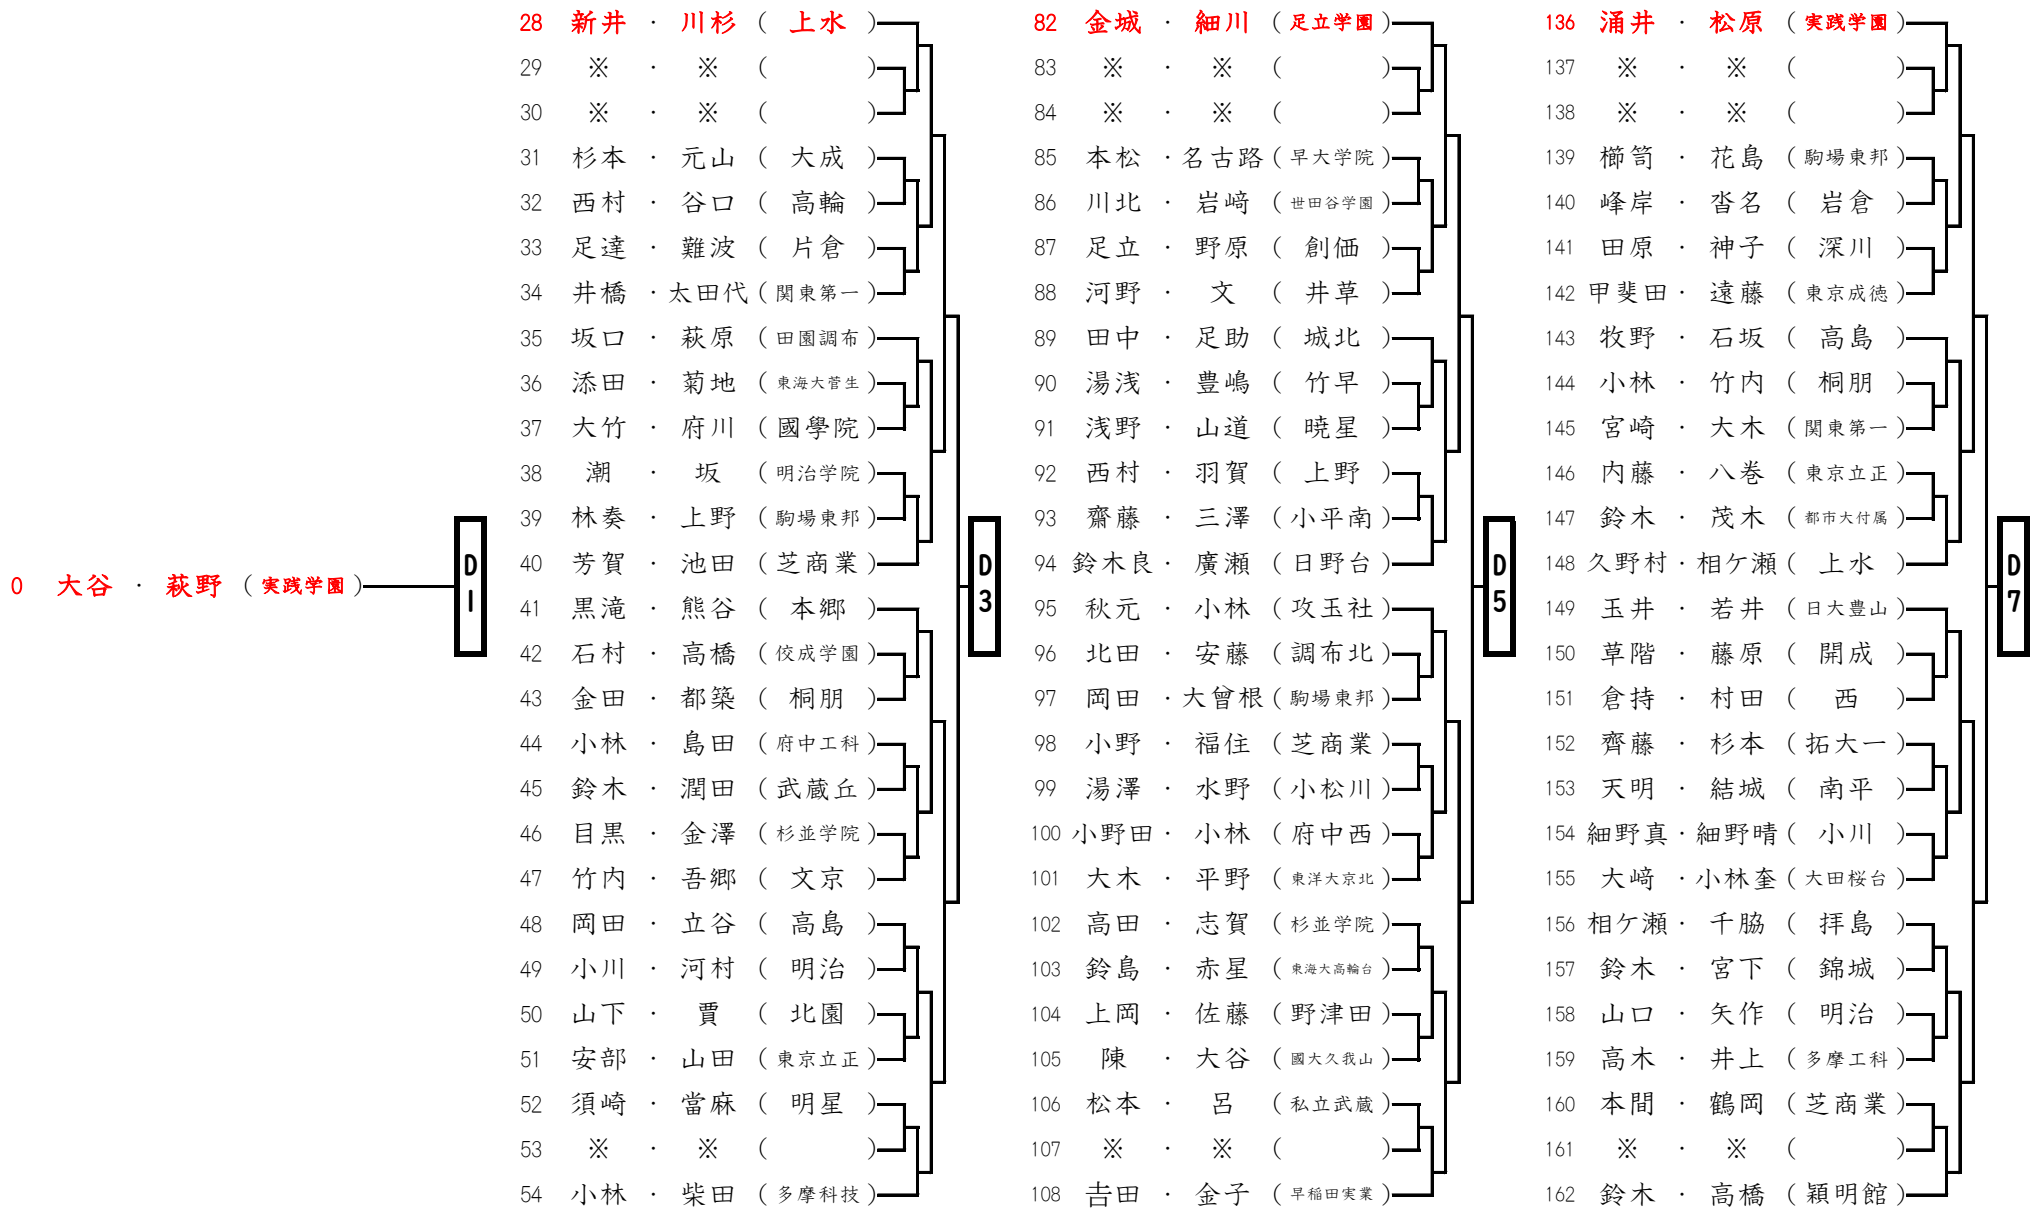 0 大谷 ・ 萩野 ( 実践学園 )
D1
28 新井 ・ 川杉 ( 上水 )
29 ※ ・ ※ ( )
30 ※ ・ ※ ( )
31 杉本 ・ 元山 ( 大成 )
32 西村 ・ 谷口 ( 高輪 )
33 足達 ・ 難波 ( 片倉 )
34 井橋 ・ 太田代 ( 関東第一 )
35 坂口 ・ 萩原 ( 田園調布 )
36 添田 ・ 菊地 ( 東海大菅生 )
37 大竹 ・ 府川 ( 國學院 )
38 潮 ・ 坂 ( 明治学院 )
39 林奏 ・ 上野 ( 駒場東邦 )
40 芳賀 ・ 池田 ( 芝商業 )
41 黒滝 ・ 熊谷 ( 本郷 )
42 石村 ・ 高橋 ( 佼成学園 )
43 金田 ・ 都築 ( 桐朋 )
44 小林 ・ 島田 ( 府中工科 )
45 鈴木 ・ 潤田 ( 武蔵丘 )
46 目黒 ・ 金澤 ( 杉並学院 )
47 竹内 ・ 吾郷 ( 文京 )
48 岡田 ・ 立谷 ( 高島 )
49 小川 ・ 河村 ( 明治 )
50 山下 ・ 賈 ( 北園 )
51 安部 ・ 山田 ( 東京立正 )
52 須崎 ・ 當麻 ( 明星 )
53 ※ ・ ※ ( )
54 小林 ・ 柴田 ( 多摩科技 )
D3
82 金城 ・ 細川 ( 足立学園 )
83 ※ ・ ※ ( )
84 ※ ・ ※ ( )
85 本松 ・ 名古路 ( 早大学院 )
86 川北 ・ 岩﨑 ( 世田谷学園 )
87 足立 ・ 野原 ( 創価 )
88 河野 ・ 文 ( 井草 )
89 田中 ・ 足助 ( 城北 )
90 湯浅 ・ 豊嶋 ( 竹早 )
91 浅野 ・ 山道 ( 暁星 )
92 西村 ・ 羽賀 ( 上野 )
93 齋藤 ・ 三澤 ( 小平南 )
94 鈴木良 ・ 廣瀬 ( 日野台 )
95 秋元 ・ 小林 ( 攻玉社 )
96 北田 ・ 安藤 ( 調布北 )
97 岡田 ・ 大曾根 ( 駒場東邦 )
98 小野 ・ 福住 ( 芝商業 )
99 湯澤 ・ 水野 ( 小松川 )
100 小野田 ・ 小林 ( 府中西 )
101 大木 ・ 平野 ( 東洋大京北 )
102 高田 ・ 志賀 ( 杉並学院 )
103 鈴島 ・ 赤星 ( 東海大高輪台 )
104 上岡 ・ 佐藤 ( 野津田 )
105 陳 ・ 大谷 ( 國大久我山 )
106 松本 ・ 呂 ( 私立武蔵 )
107 ※ ・ ※ ( )
108 𠮷田 ・ 金子 ( 早稲田実業 )
D5
136 涌井 ・ 松原 ( 実践学園 )
137 ※ ・ ※ ( )
138 ※ ・ ※ ( )
139 櫛笥 ・ 花島 ( 駒場東邦 )
140 峰岸 ・ 沓名 ( 岩倉 )
141 田原 ・ 神子 ( 深川 )
142 甲斐田 ・ 遠藤 ( 東京成徳 )
143 牧野 ・ 石坂 ( 高島 )
144 小林 ・ 竹内 ( 桐朋 )
145 宮崎 ・ 大木 ( 関東第一 )
146 内藤 ・ 八巻 ( 東京立正 )
147 鈴木 ・ 茂木 ( 都市大付属 )
148 久野村 ・ 相ケ瀬 ( 上水 )
149 玉井 ・ 若井 ( 日大豊山 )
150 草階 ・ 藤原 ( 開成 )
151 倉持 ・ 村田 ( 西 )
152 齊藤 ・ 杉本 ( 拓大一 )
153 天明 ・ 結城 ( 南平 )
154 細野真 ・ 細野晴 ( 小川 )
155 大﨑 ・ 小林奎 ( 大田桜台 )
156 相ケ瀬 ・ 千脇 ( 拝島 )
157 鈴木 ・ 宮下 ( 錦城 )
158 山口 ・ 矢作 ( 明治 )
159 高木 ・ 井上 ( 多摩工科 )
160 本間 ・ 鶴岡 ( 芝商業 )
161 ※ ・ ※ ( )
162 鈴木 ・ 高橋 ( 穎明館 )
D7